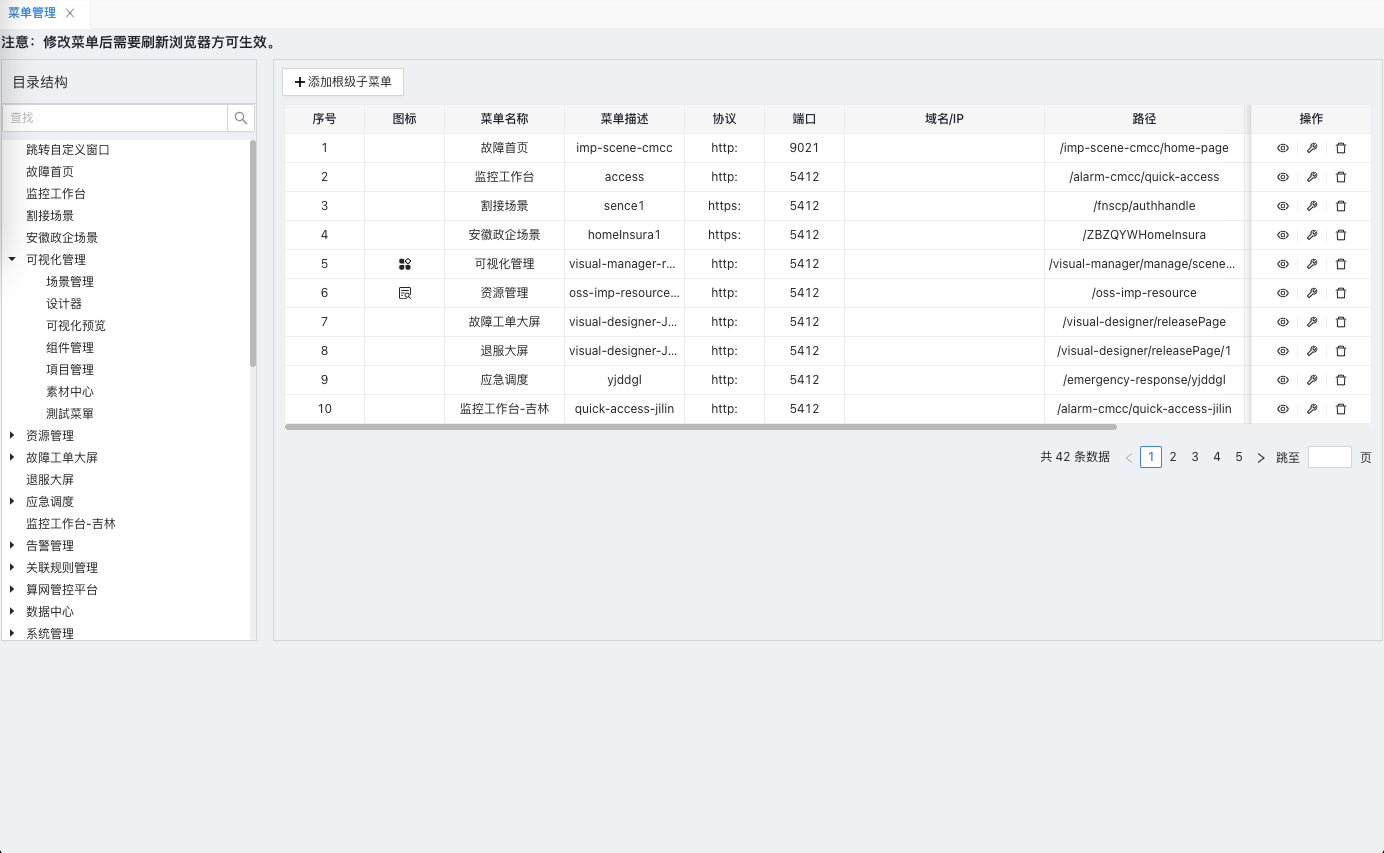 菜单管理
注意：修改菜单后需要刷新浏览器方可生效。
目录结构
查找
跳转自定义窗口
故障首页
监控工作台
割接场景
安徽政企场景
可视化管理
场景管理
设计器
可视化预览
组件管理
項目管理
素材中心
測試菜單
资源管理
故障工单大屏
退服大屏
应急调度
监控工作台-吉林
告警管理
关联规则管理
算网管控平台
数据中心
系统管理
添加根级子菜单
序号 图标 菜单名称 菜单描述 协议 端口 域名/IP 路径 操作
1 故障首页 imp-scene-cmcc http: 9021 /imp-scene-cmcc/home-page
2 监控工作台 access http: 5412 /alarm-cmcc/quick-access
3 割接场景 sence1 https: 5412 /fnscp/authhandle
4 安徽政企场景 homeInsura1 https: 5412 /ZBZQYWHomeInsura
5 可视化管理 visual-manager-r... http: 5412 /visual-manager/manage/scene...
6 资源管理 oss-imp-resource... http: 5412 /oss-imp-resource
7 故障工单大屏 visual-designer-J... http: 5412 /visual-designer/releasePage
8 退服大屏 visual-designer-J... http: 5412 /visual-designer/releasePage/1
9 应急调度 yjddgl http: 5412 /emergency-response/yjddgl
10 监控工作台-吉林 quick-access-jilin http: 5412 /alarm-cmcc/quick-access-jilin
共 42 条数据 1 2 3 4 5 跳至 页